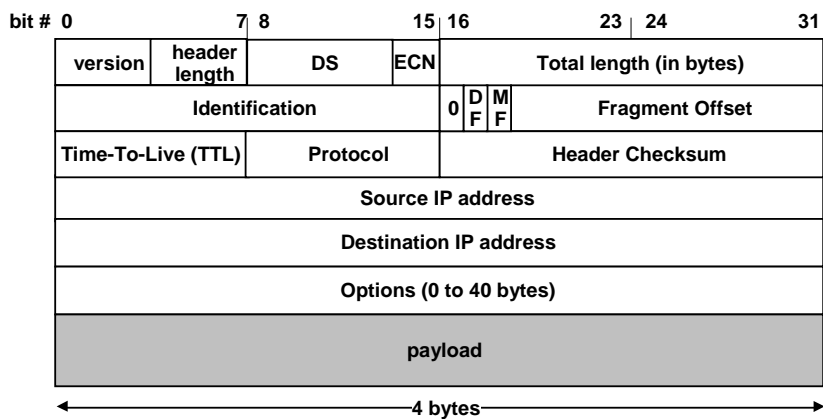 bit # 0 7 8 15 16 23 24 31
version header length DS ECN Total length (in bytes)
Identification 0 DF MF Fragment Offset
Time-To-Live (TTL) Protocol Header Checksum
Source IP address
Destination IP address
Options (0 to 40 bytes)
payload
4 bytes